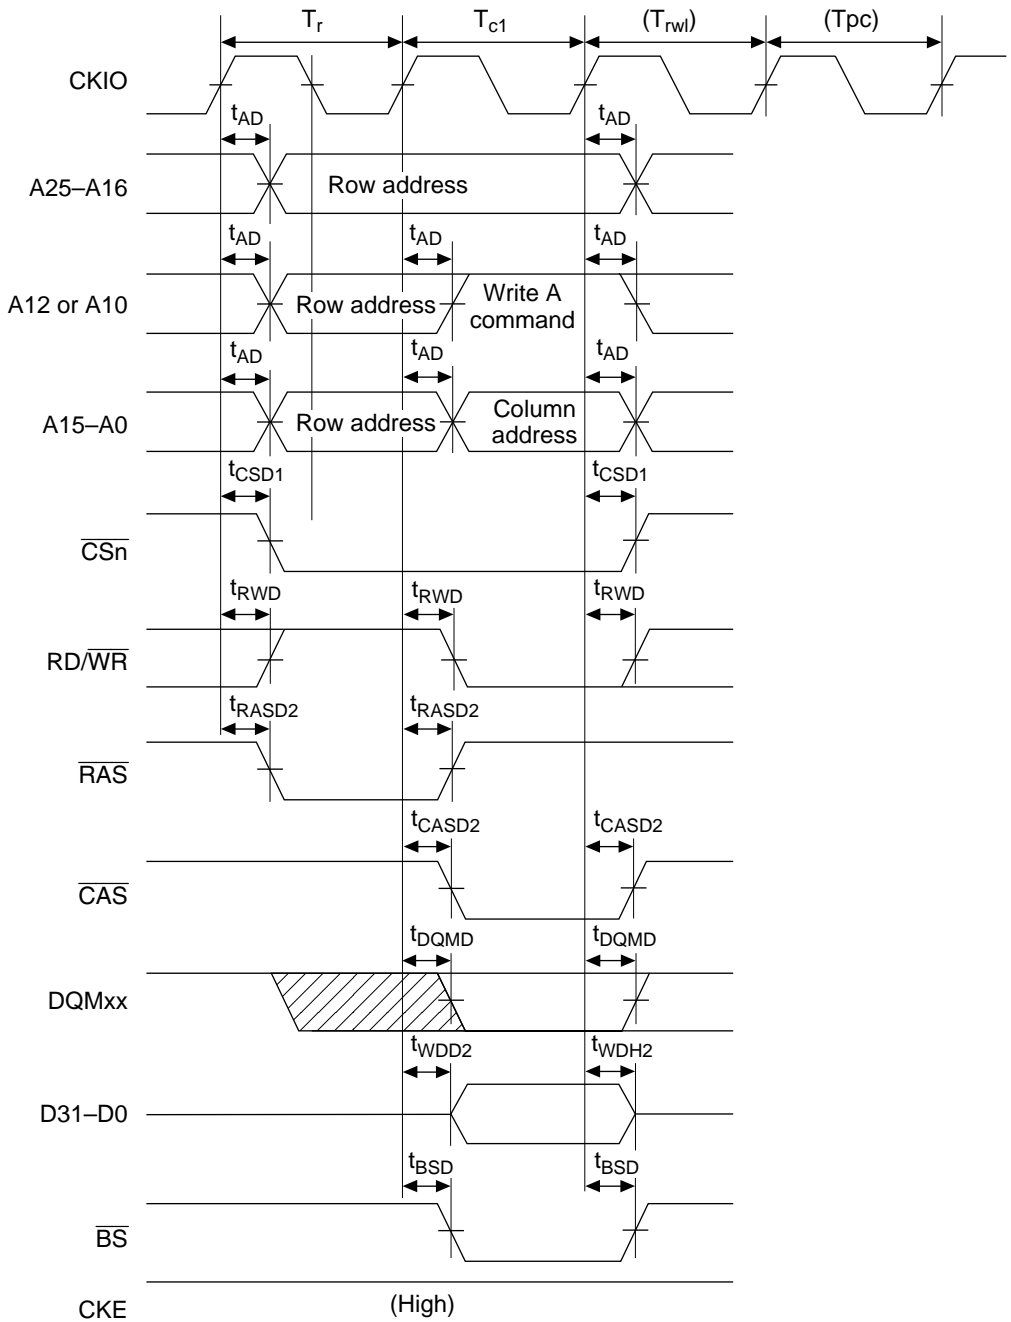 Tr Tc1 (Trwl) (Tpc)
CKIO
tAD tAD
A25–A16 Row address
tAD tAD tAD
A12 or A10 Row address Write A
command
tAD tAD tAD
A15–A0 Row address Column
address
tCSD1 tCSD1
CSn
tRWD tRWD tRWD
RD/WR
tRASD2 tRASD2
RAS
tCASD2 tCASD2
CAS
tDQMD tDQMD
DQMxx
tWDD2 tWDH2
D31–D0
tBSD tBSD
BS
CKE (High)